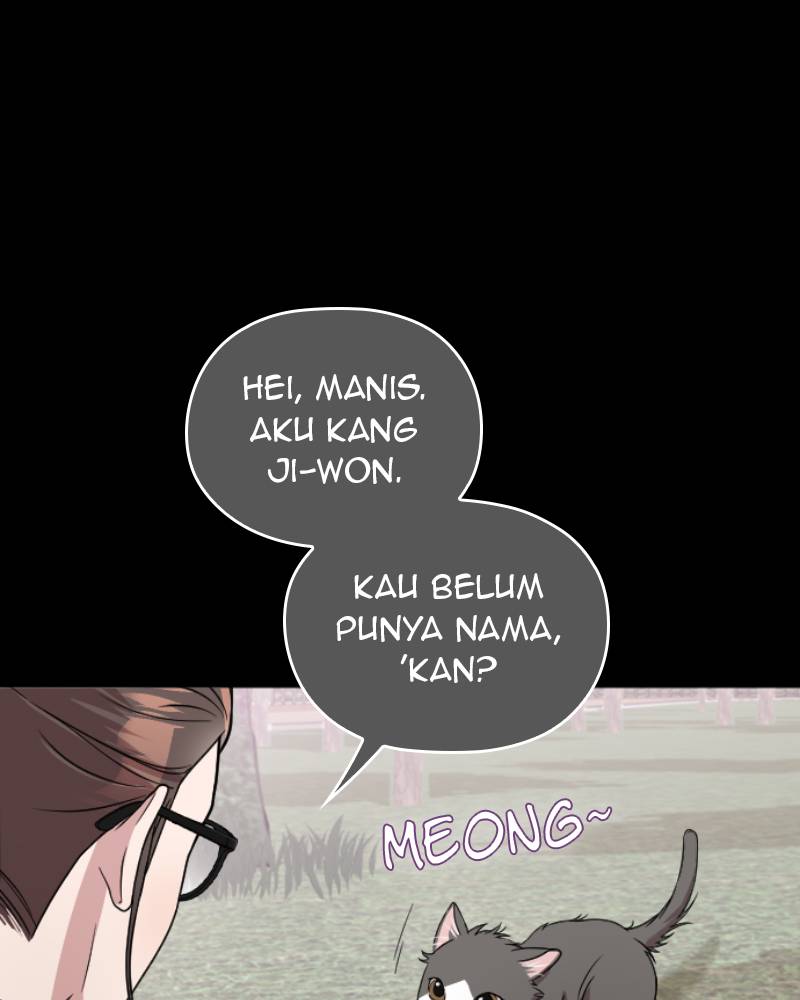 HEI, MANIS.
AKU KANG
JI-WON.
KAU BELUM
PUNYA NAMA,
'KAN?
MEONG~